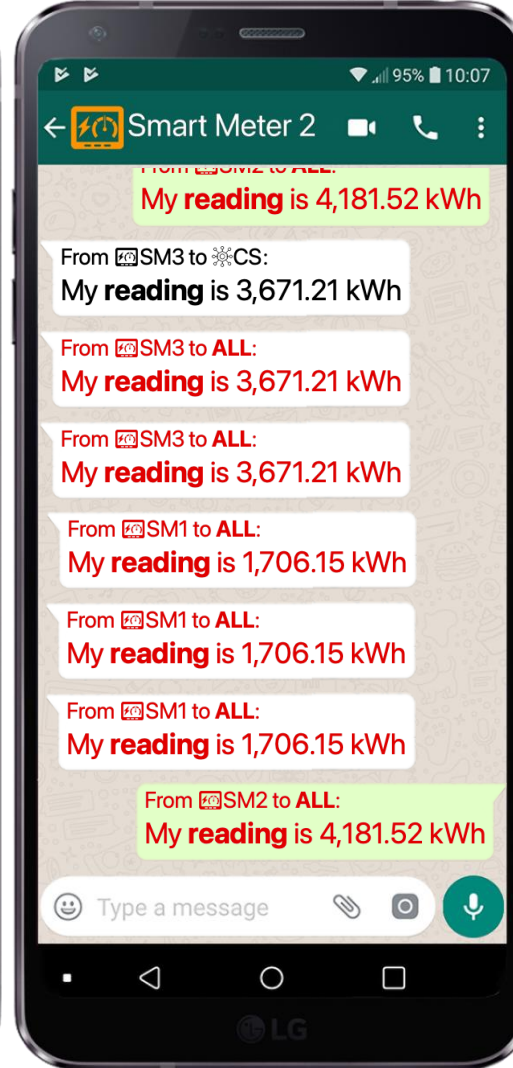 95% 10:07
Smart Meter 2
From SM2 to ALL:
My reading is 4,181.52 kWh
From SM3 to CS:
My reading is 3,671.21 kWh
From SM3 to ALL:
My reading is 3,671.21 kWh
From SM3 to ALL:
My reading is 3,671.21 kWh
From SM1 to ALL:
My reading is 1,706.15 kWh
From SM1 to ALL:
My reading is 1,706.15 kWh
From SM1 to ALL:
My reading is 1,706.15 kWh
From SM2 to ALL:
My reading is 4,181.52 kWh
Type a message
LG